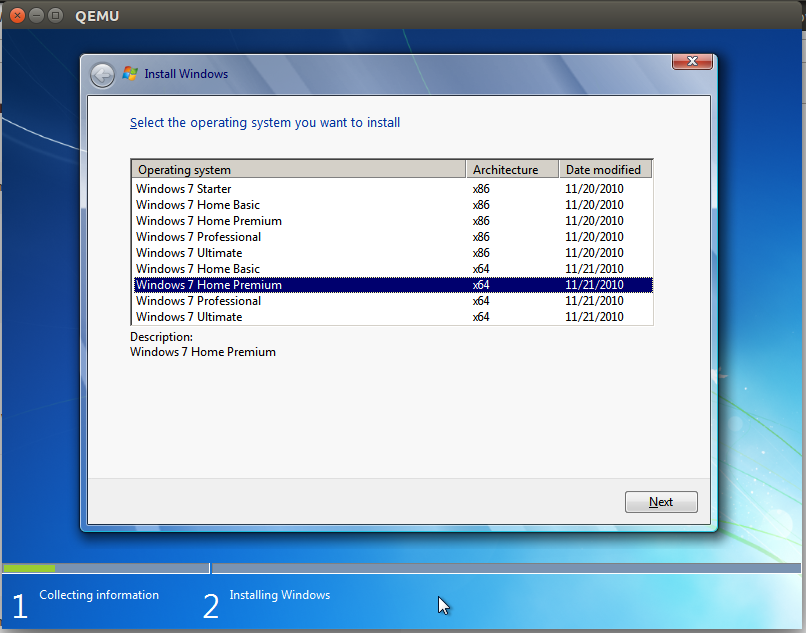 QEMU
Install Windows
Select the operating system you want to install
Operating system Architecture Date modified
Windows 7 Starter x86 11/20/2010
Windows 7 Home Basic x86 11/20/2010
Windows 7 Home Premium x86 11/20/2010
Windows 7 Professional x86 11/20/2010
Windows 7 Ultimate x86 11/20/2010
Windows 7 Home Basic x64 11/21/2010
Windows 7 Home Premium x64 11/21/2010
Windows 7 Professional x64 11/21/2010
Windows 7 Ultimate x64 11/21/2010
Description:
Windows 7 Home Premium
Next
1 Collecting information 2 Installing Windows